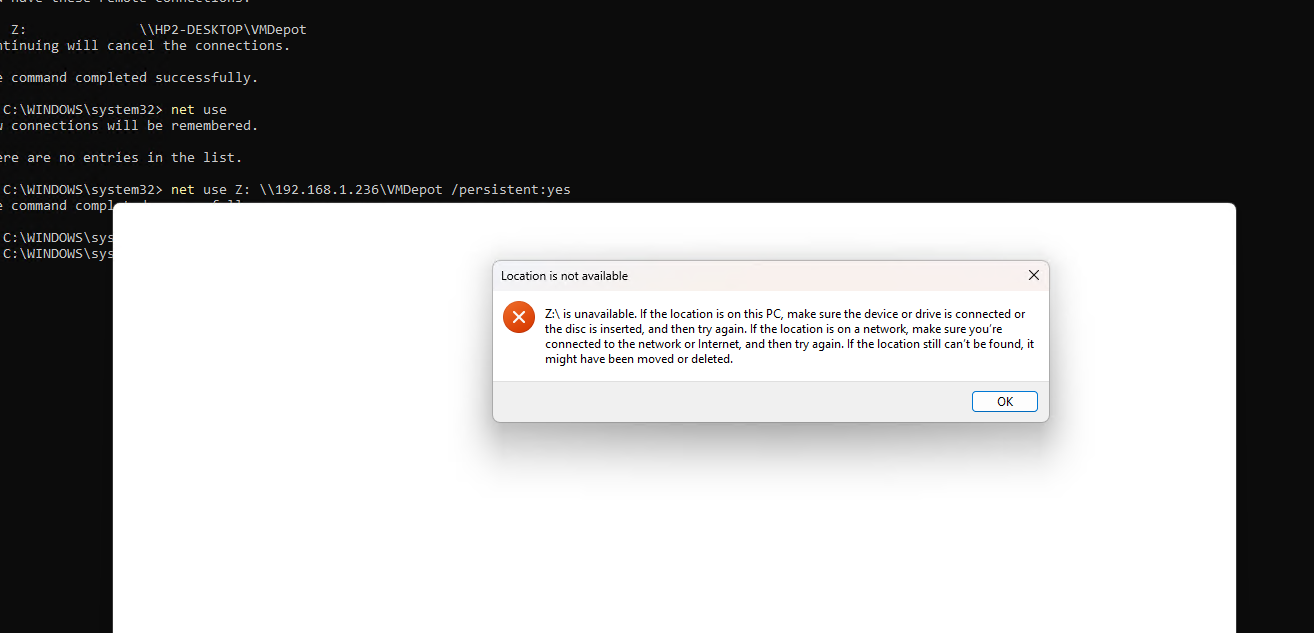 have these remote connections:
Z: \\HP2-DESKTOP\VMDepot
ntinuing will cancel the connections.
e command completed successfully.
C:\WINDOWS\system32> net use
w connections will be remembered.
ere are no entries in the list.
C:\WINDOWS\system32> net use Z: \\192.168.1.236\VMDepot /persistent:yes
e command compl
C:\WINDOWS\sys
C:\WINDOWS\sys
Location is not available
Z:\ is unavailable. If the location is on this PC, make sure the device or drive is connected or
the disc is inserted, and then try again. If the location is on a network, make sure you're
connected to the network or Internet, and then try again. If the location still can't be found, it
might have been moved or deleted.
OK